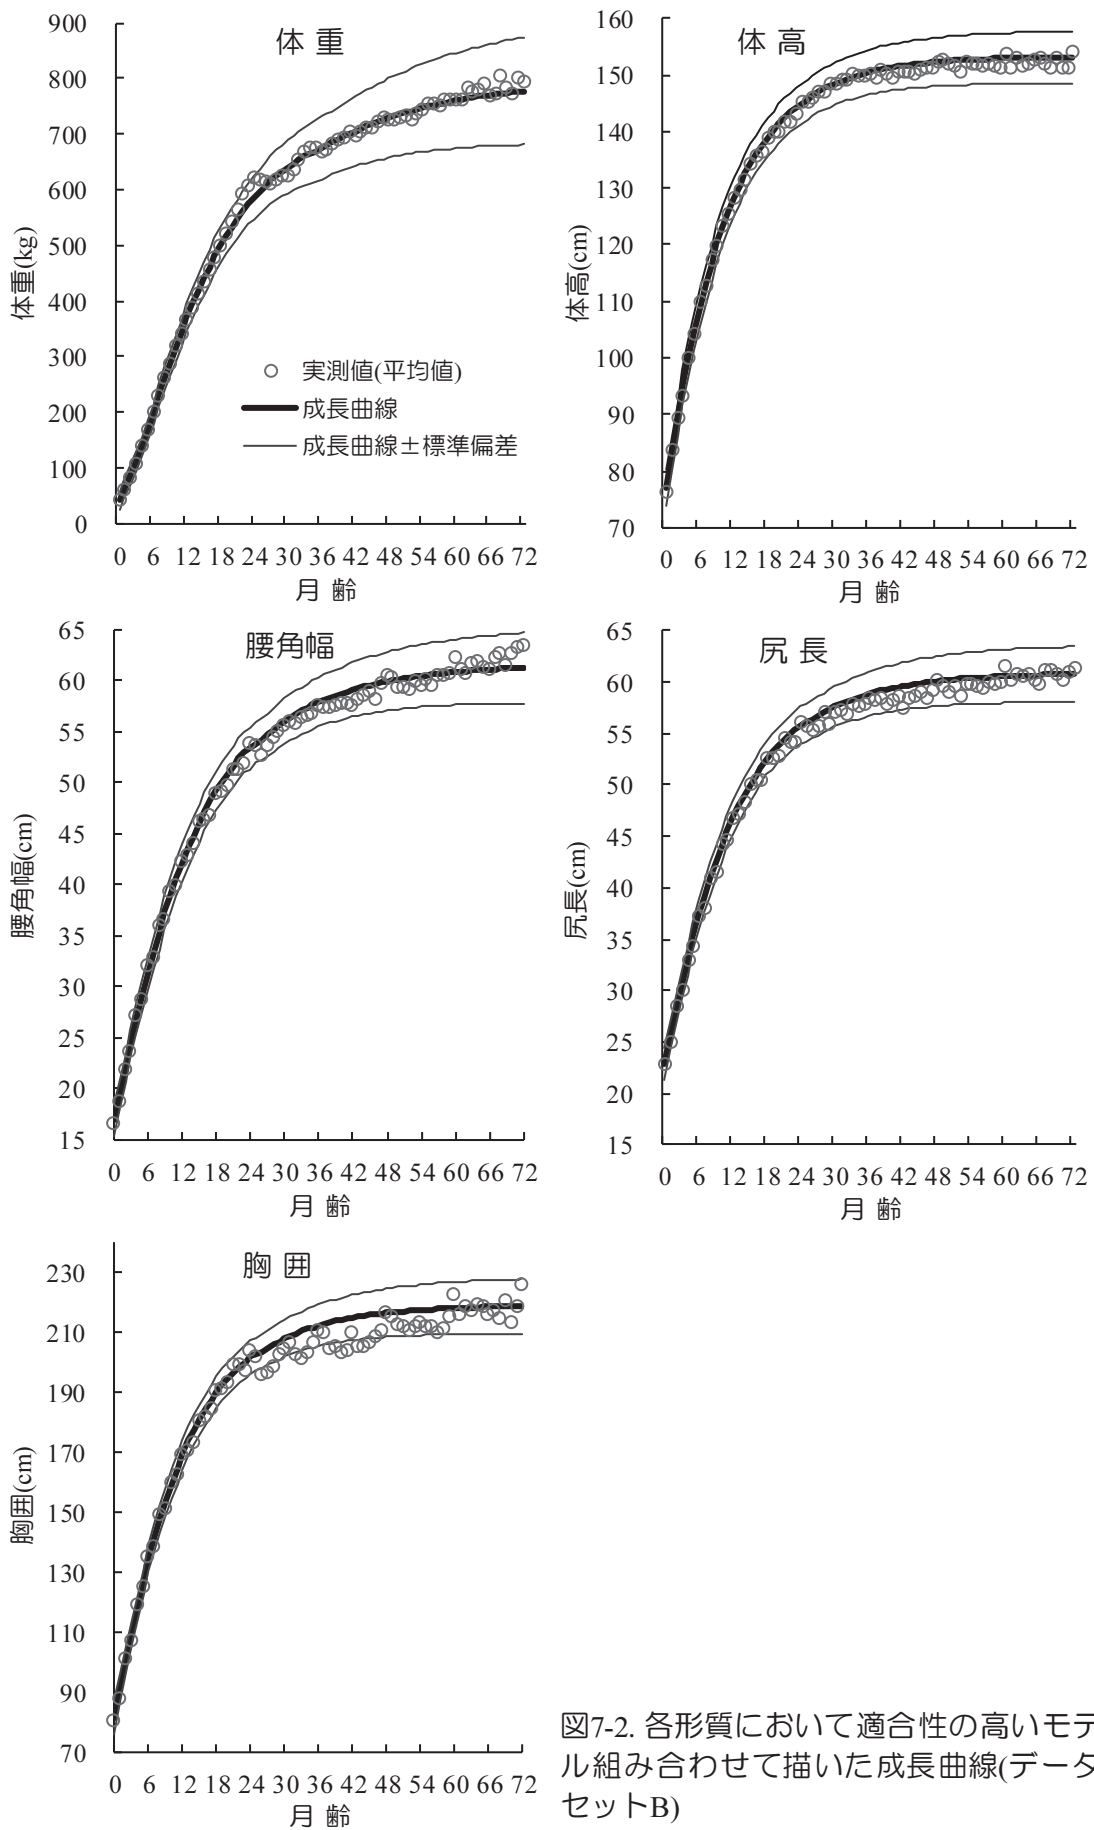 体 重
900
800
700
600
500
400
300
200
100
0
体重(kg)
実測値(平均値)
成長曲線
成長曲線±標準偏差
0 6 12 18 24 30 36 42 48 54 60 66 72
月 齢
体 高
160
150
140
130
120
110
100
90
80
70
体高(cm)
0 6 12 18 24 30 36 42 48 54 60 66 72
月 齢
腰角幅
65
60
55
50
45
40
35
30
25
20
15
腰角幅(cm)
0 6 12 18 24 30 36 42 48 54 60 66 72
月 齢
尻 長
65
60
55
50
45
40
35
30
25
20
15
尻長(cm)
0 6 12 18 24 30 36 42 48 54 60 66 72
月 齢
胸 囲
230
210
190
170
150
130
110
90
70
胸囲(cm)
0 6 12 18 24 30 36 42 48 54 60 66 72
月 齢
図7-2. 各形質において適合性の高いモデ
ル組み合わせて描いた成長曲線(データ
セットB)